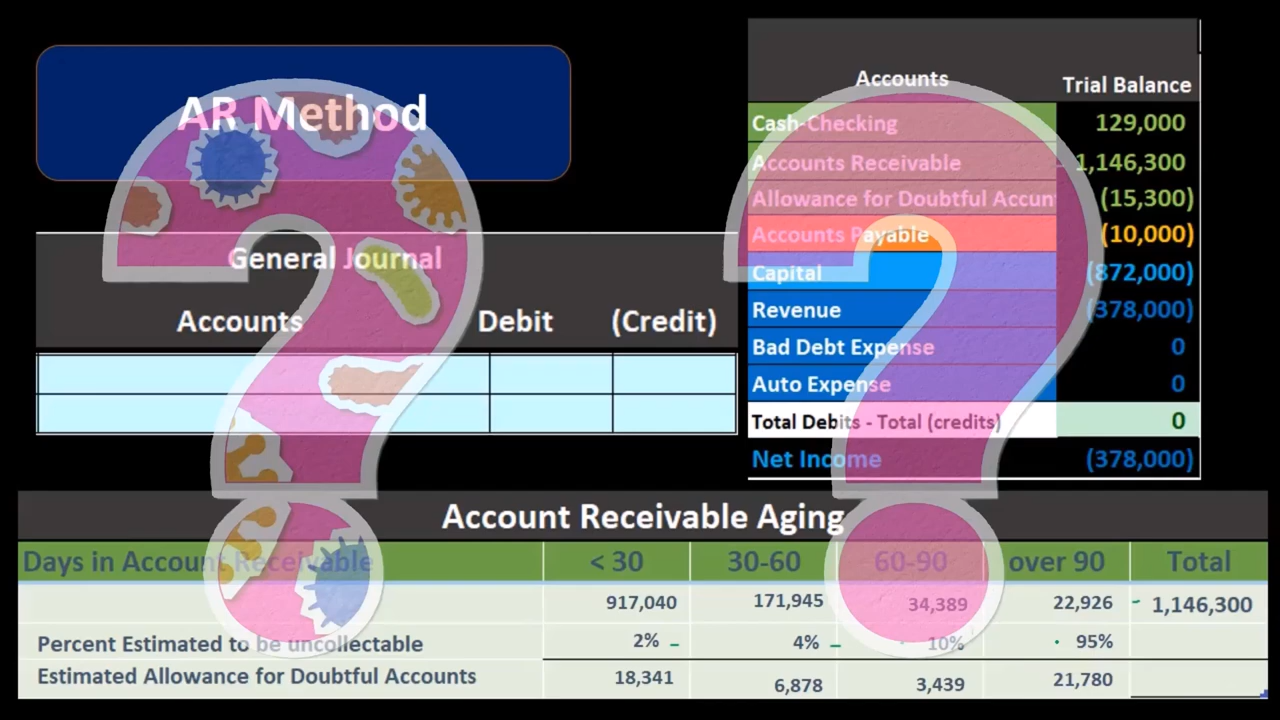 AR Method
General Journal
Accounts Debit (Credit)
Accounts Trial Balance
Cash-Checking 129,000
Accounts Receivable 1,146,300
Allowance for Doubtful Accun (15,300)
Accounts Payable (10,000)
Capital (872,000)
Revenue (378,000)
Bad Debt Expense 0
Auto Expense 0
Total Debits - Total (credits) 0
Net Income (378,000)
Account Receivable Aging
Days in Account Receivable < 30 30-60 60-90 over 90 Total
917,040 171,945 34,389 22,926 1,146,300
Percent Estimated to be uncollectable 2% 4% 10% 95%
Estimated Allowance for Doubtful Accounts 18,341 6,878 3,439 21,780